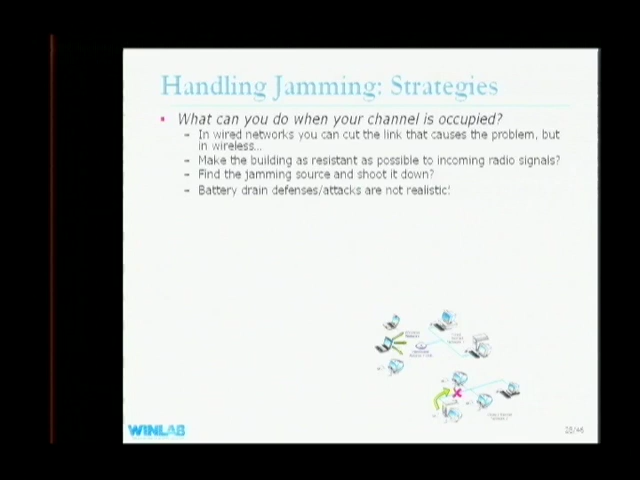 Handling Jamming: Strategies
What can you do when your channel is occupied?
– In wired networks you can cut the link that causes the problem, but
in wireless...
– Make the building as resistant as possible to incoming radio signals?
– Find the jamming source and shoot it down?
– Battery drain defenses/attacks are not realistic!
WINLAB